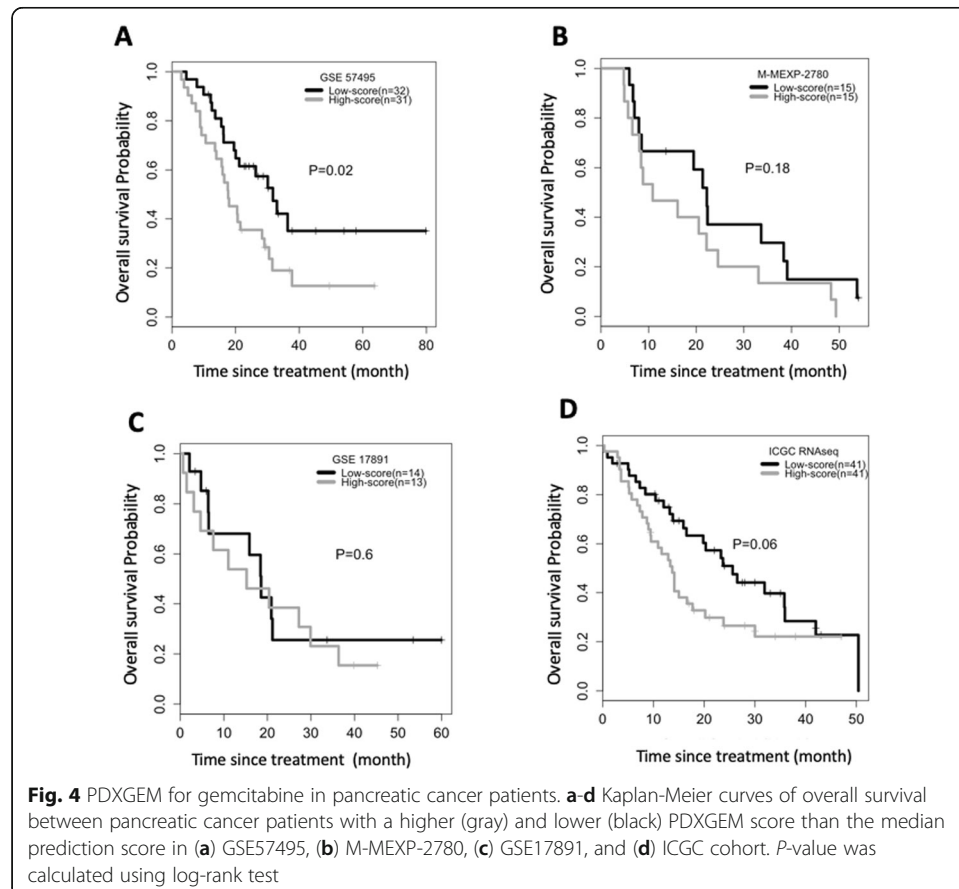 A
GSE 57495
Low-score(n=32)
High-score(n=31)
P=0.02
Overall survival Probability
0.0 0.2 0.4 0.6 0.8 1.0
0 20 40 60 80
Time since treatment (month)
B
M-MEXP-2780
Low-score(n=15)
High-score(n=15)
P=0.18
Overall survival Probability
0.0 0.2 0.4 0.6 0.8 1.0
0 10 20 30 40 50
Time since treatment (month)
C
GSE 17891
Low-score(n=14)
High-score(n=13)
P=0.6
Overall survival Probability
0.0 0.2 0.4 0.6 0.8 1.0
0 10 20 30 40 50 60
Time since treatment (month)
D
ICGC RNAseq
Low-score(n=41)
High-score(n=41)
P=0.06
Overall survival Probability
0.0 0.2 0.4 0.6 0.8 1.0
0 10 20 30 40 50
Time since treatment (month)
Fig. 4 PDXGEM for gemcitabine in pancreatic cancer patients. a-d Kaplan-Meier curves of overall survival
between pancreatic cancer patients with a higher (gray) and lower (black) PDXGEM score than the median
prediction score in (a) GSE57495, (b) M-MEXP-2780, (c) GSE17891, and (d) ICGC cohort. P-value was
calculated using log-rank test